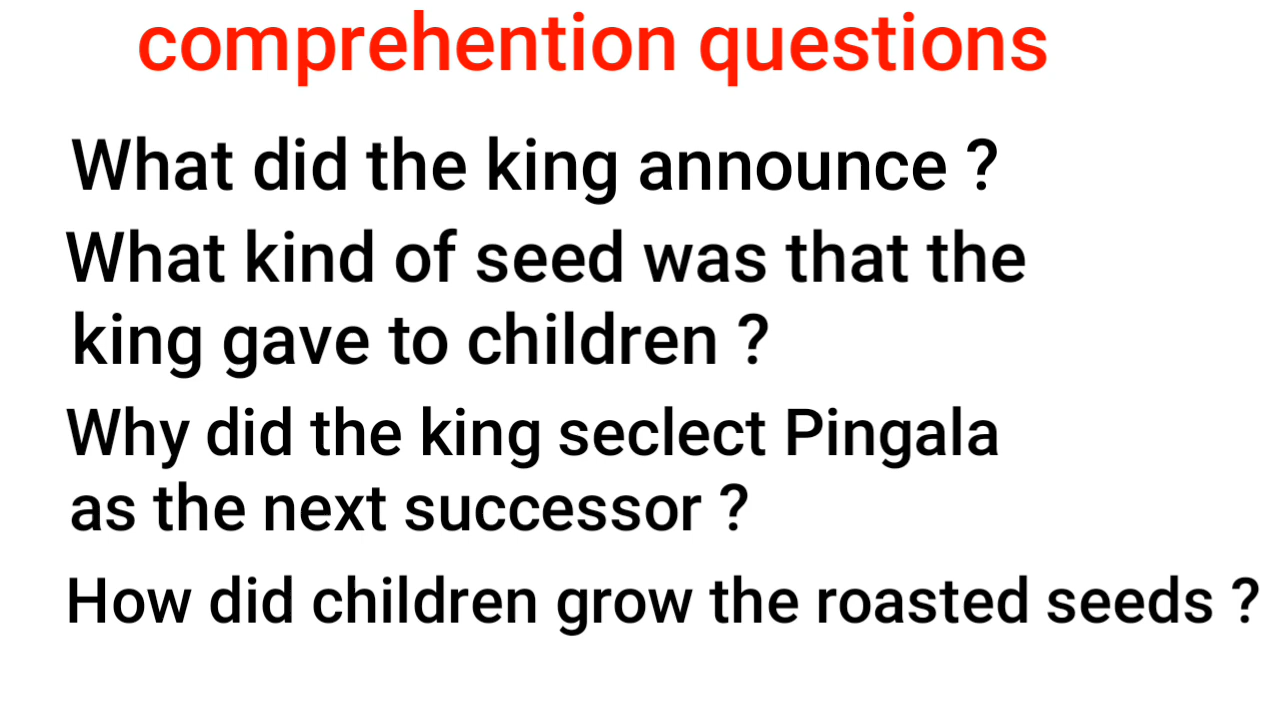 comprehention questions
What did the king announce ?
What kind of seed was that the
king gave to children ?
Why did the king seclect Pingala
as the next successor ?
How did children grow the roasted seeds ?